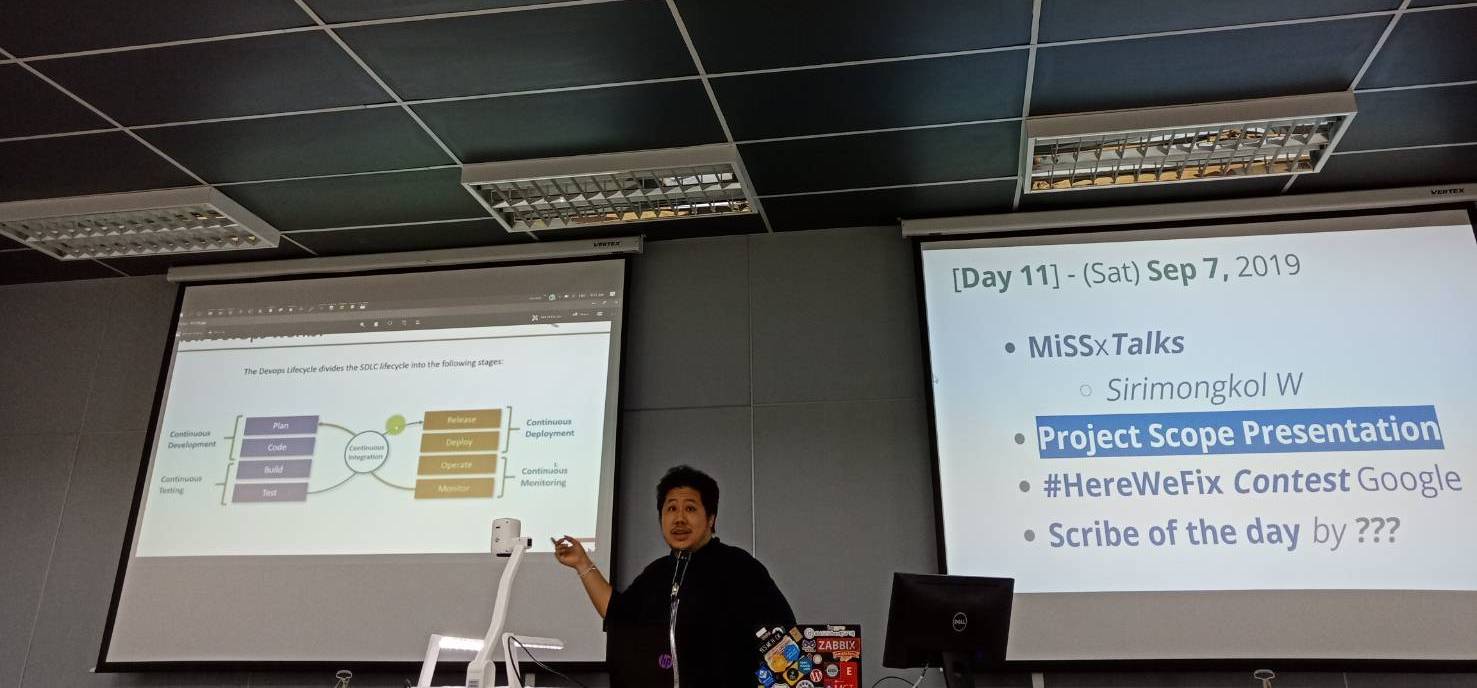 VERTEX
The Devops Lifecycle divides the SDLC lifecycle into the following stages:
Continuous
Development
Plan
Code
Continuous
Testing
Build
Test
Continuous
Integration
Release
Deploy
Continuous
Deployment
Operate
Monitor
Continuous
Monitoring
VERTEX
[Day 11] - (Sat) Sep 7, 2019
MiSSxTalks
Sirimongkol W
Project Scope Presentation
#HereWeFix Contest Google
Scribe of the day by ???
hp
ZABBIX
E
DELL